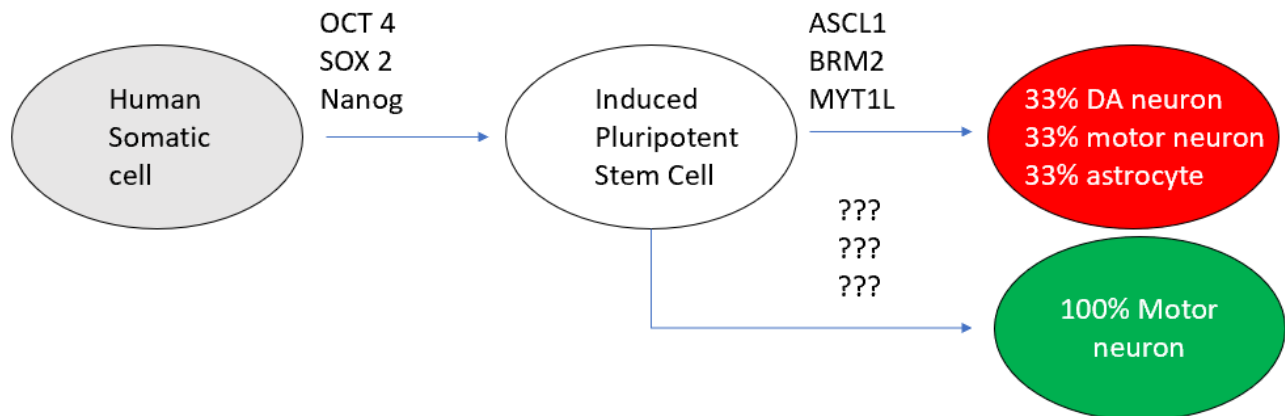 Human
Somatic
cell
OCT 4
SOX 2
Nanog
Induced
Pluripotent
Stem Cell
ASCL1
BRM2
MYT1L
33% DA neuron
33% motor neuron
33% astrocyte
???
???
???
100% Motor
neuron